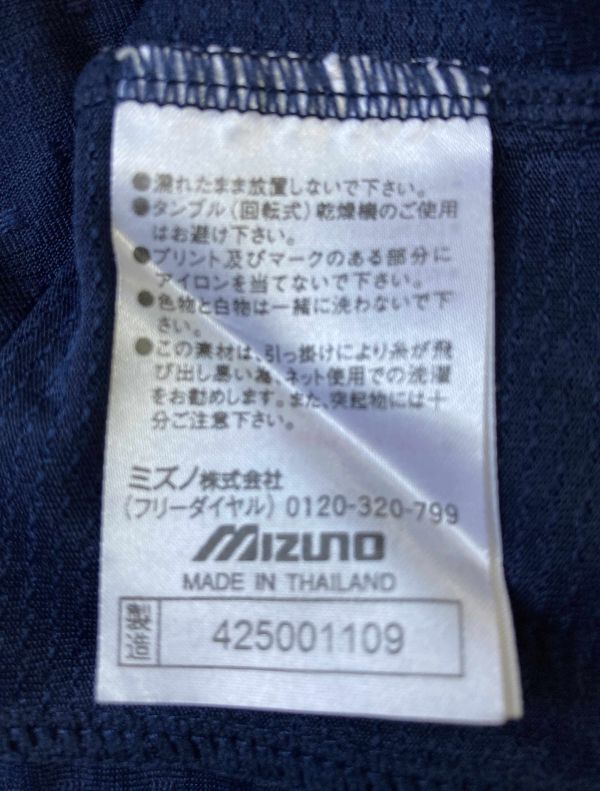 ●濡れたまま放置しないで下さい。
●タンブル(回転式)乾燥機のご使用
はお避け下さい。
●プリント及びマークのある部分に
アイロンを当てないで下さい。
●色物と白物は一緒に洗わないで下
さい。
●この素材は、引っ掛けにより糸が飛
び出し悪い為、ネット使用での洗濯
をお勧めします。また、突起物には十
分ご注意下さい。
ミズノ株式会社
(フリーダイヤル) 0120-320-799
MIZUNO
MADE IN THAILAND
製造 425001109